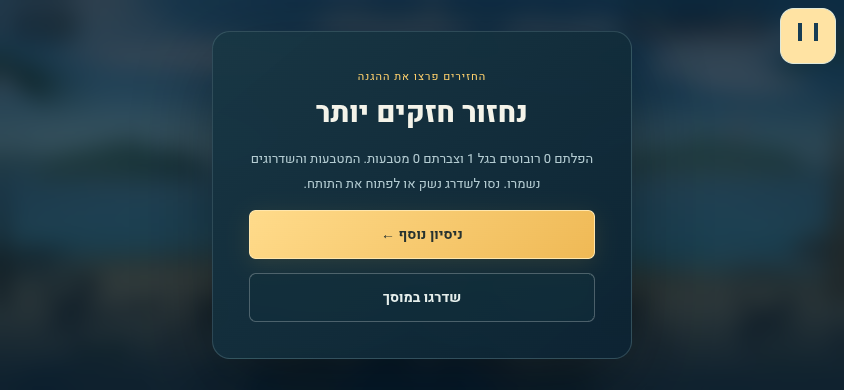 החזירים פרצו את ההגנה
נחזור חזקים יותר
הפלתם 0 רובוטים בגל 1 וצברתם 0 מטבעות. המטבעות והשדרוגים
נשמרו. נסו לשדרג נשק או לפתוח את התותח.
ניסיון נוסף ←
שדרגו במוסך